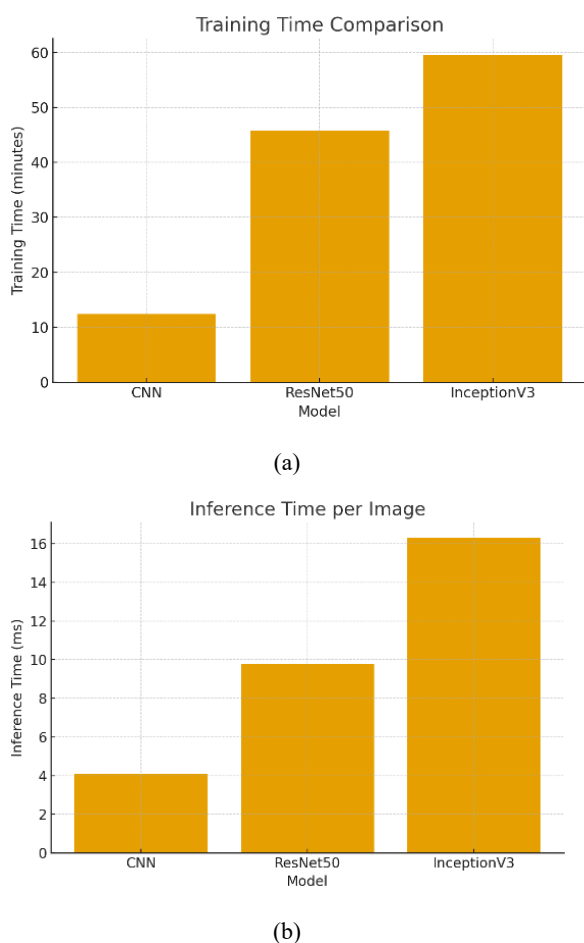 Training Time Comparison
60
50
40
30
20
10
0
Training Time (minutes)
CNN
ResNet50
InceptionV3
Model
(a)
Inference Time per Image
16
14
12
10
8
6
4
2
0
Inference Time (ms)
CNN
ResNet50
InceptionV3
Model
(b)